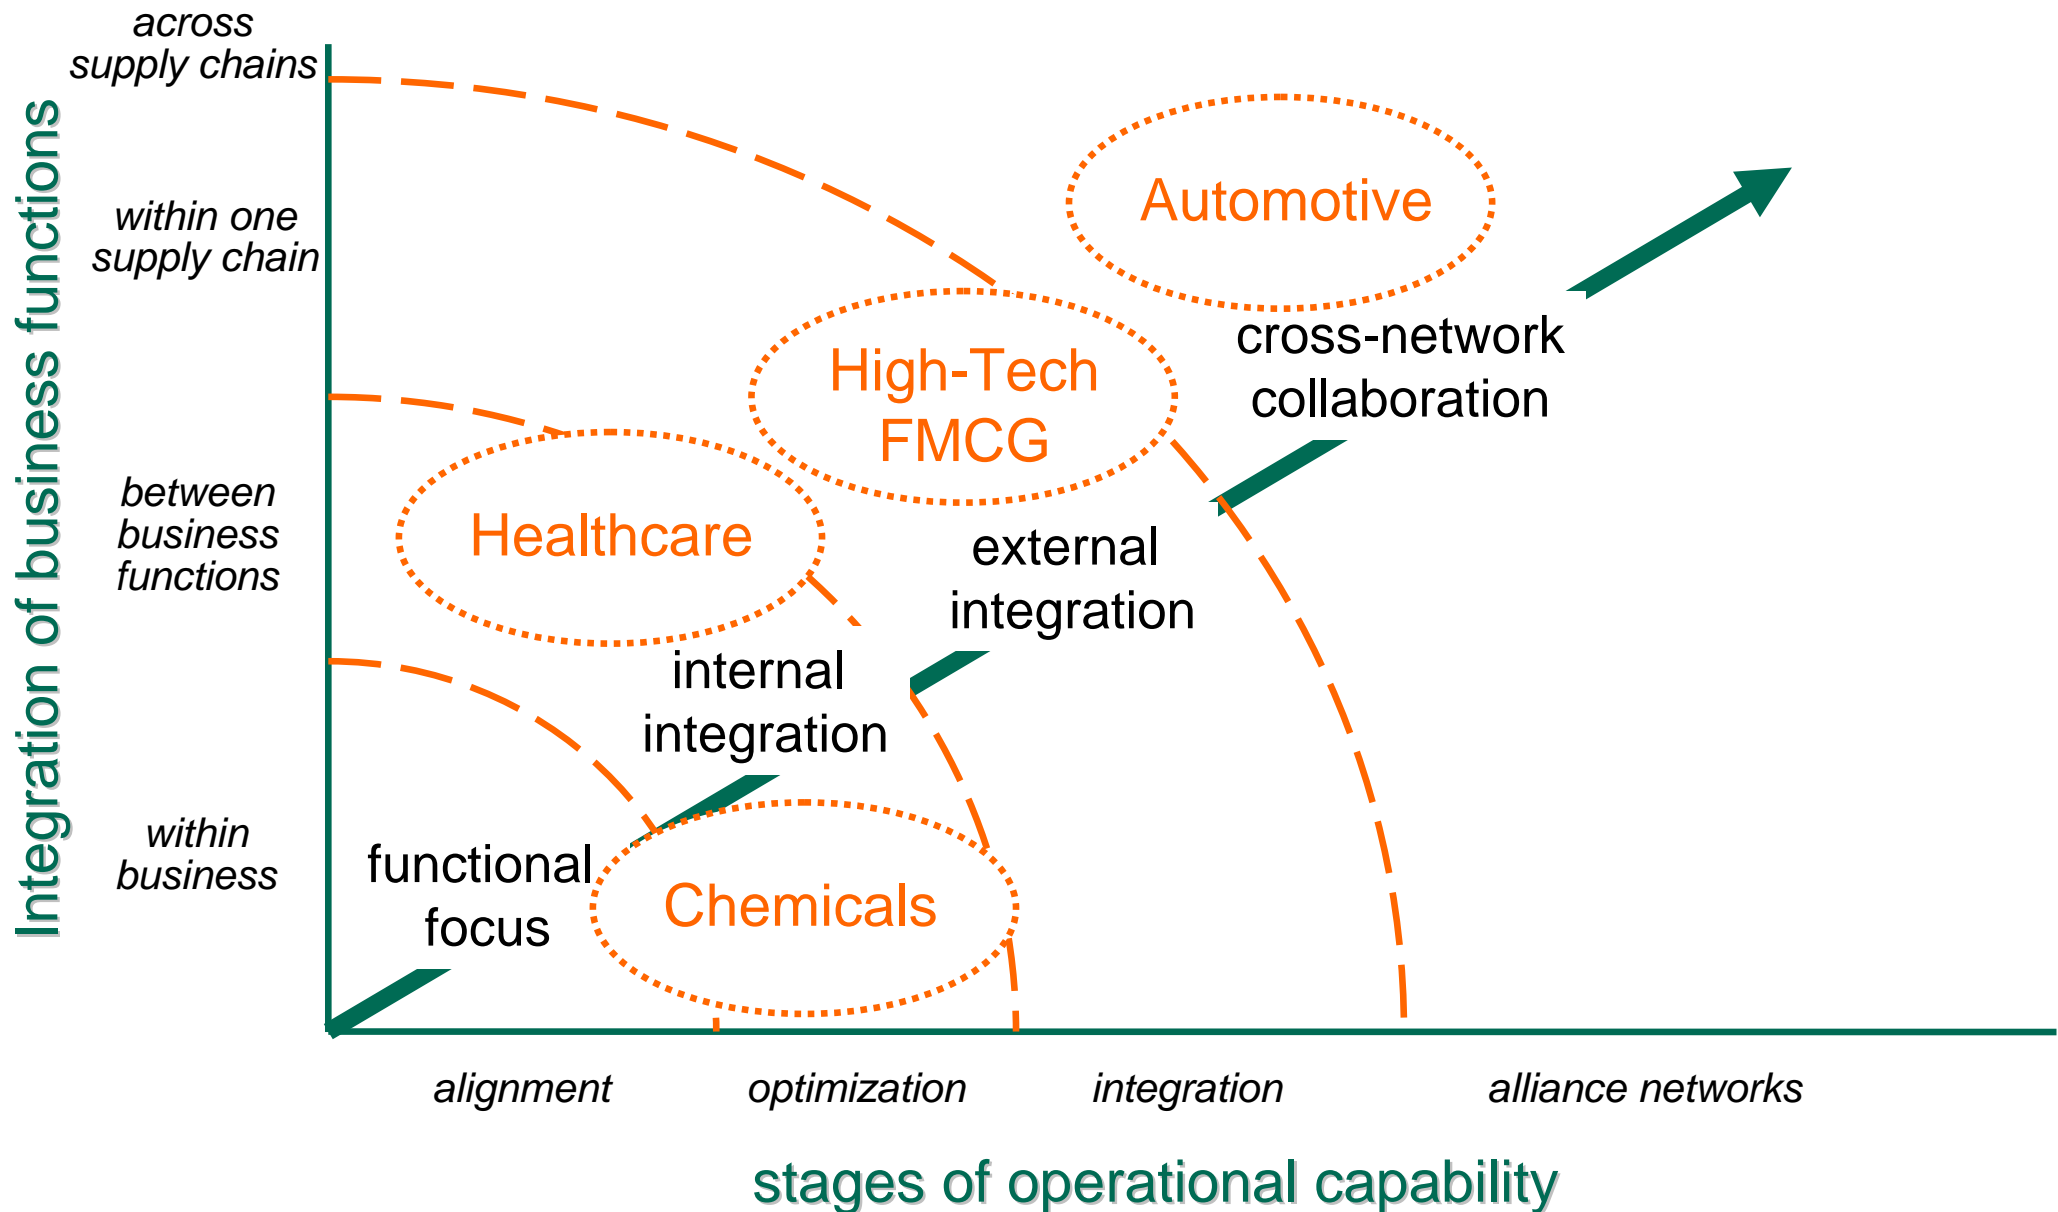 across
supply chains
Integration of business functions
within one
supply chain
between
business
functions
within
business
Automotive
cross-network
collaboration
High-Tech
FMCG
Healthcare
external
integration
internal
integration
functional
focus
Chemicals
alignment
optimization
integration
alliance networks
stages of operational capability